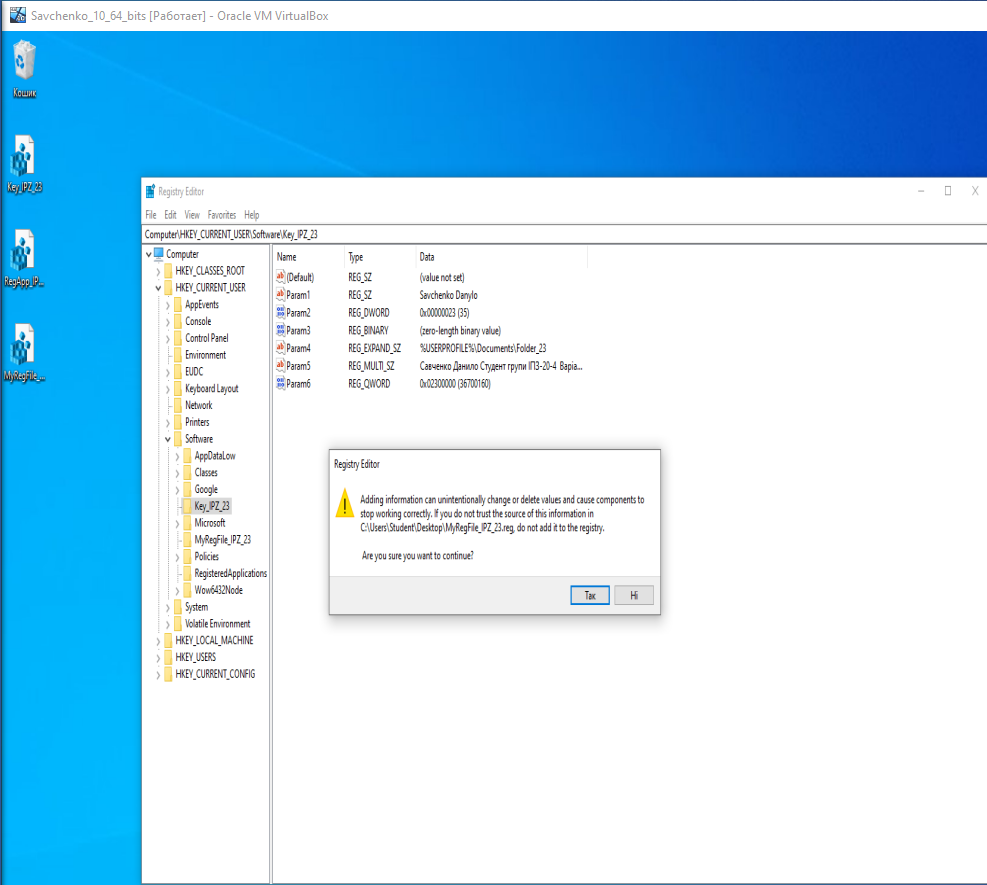 Savchenko_10_64_bits [Работает] - Oracle VM VirtualBox
Кошик
Key_IPZ_23
RegApp_IP...
MyRegFile_...
Registry Editor
File Edit View Favorites Help
Computer\HKEY_CURRENT_USER\Software\Key_IPZ_23
Computer
HKEY_CLASSES_ROOT
HKEY_CURRENT_USER
AppEvents
Console
Control Panel
Environment
EUDC
Keyboard Layout
Network
Printers
Software
AppDataLow
Classes
Google
Key_IPZ_23
Microsoft
MyRegFile_IPZ_23
Policies
RegisteredApplications
Wow6432Node
System
Volatile Environment
HKEY_LOCAL_MACHINE
HKEY_USERS
HKEY_CURRENT_CONFIG
Name Type Data
(Default) REG_SZ (value not set)
Param1 REG_SZ Savchenko Danylo
Param2 REG_DWORD 0x00000023 (35)
Param3 REG_BINARY (zero-length binary value)
Param4 REG_EXPAND_SZ %USERPROFILE%\Documents\Folder_23
Param5 REG_MULTI_SZ Савченко Данило Студент групи ІПЗ-20-4 Варіа...
Param6 REG_QWORD 0x02300000 (36700160)
Registry Editor
Adding information can unintentionally change or delete values and cause components to
stop working correctly. If you do not trust the source of this information in
C:\Users\Student\Desktop\MyRegFile_IPZ_23.reg, do not add it to the registry.
Are you sure you want to continue?
Так Ні